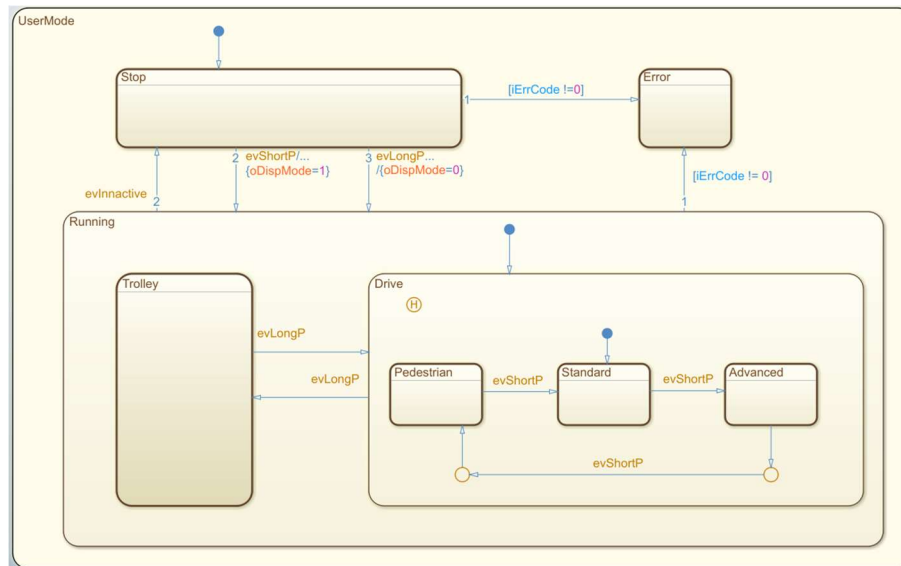 UserMode
Stop
Error
1
[iErrCode !=0]
2
evShortP/...
{oDispMode=1}
3
evLongP...
/{oDispMode=0}
evInnactive
2
[iErrCode != 0]
1
Running
Trolley
Drive
H
evLongP
evLongP
Pedestrian
evShortP
Standard
evShortP
Advanced
evShortP